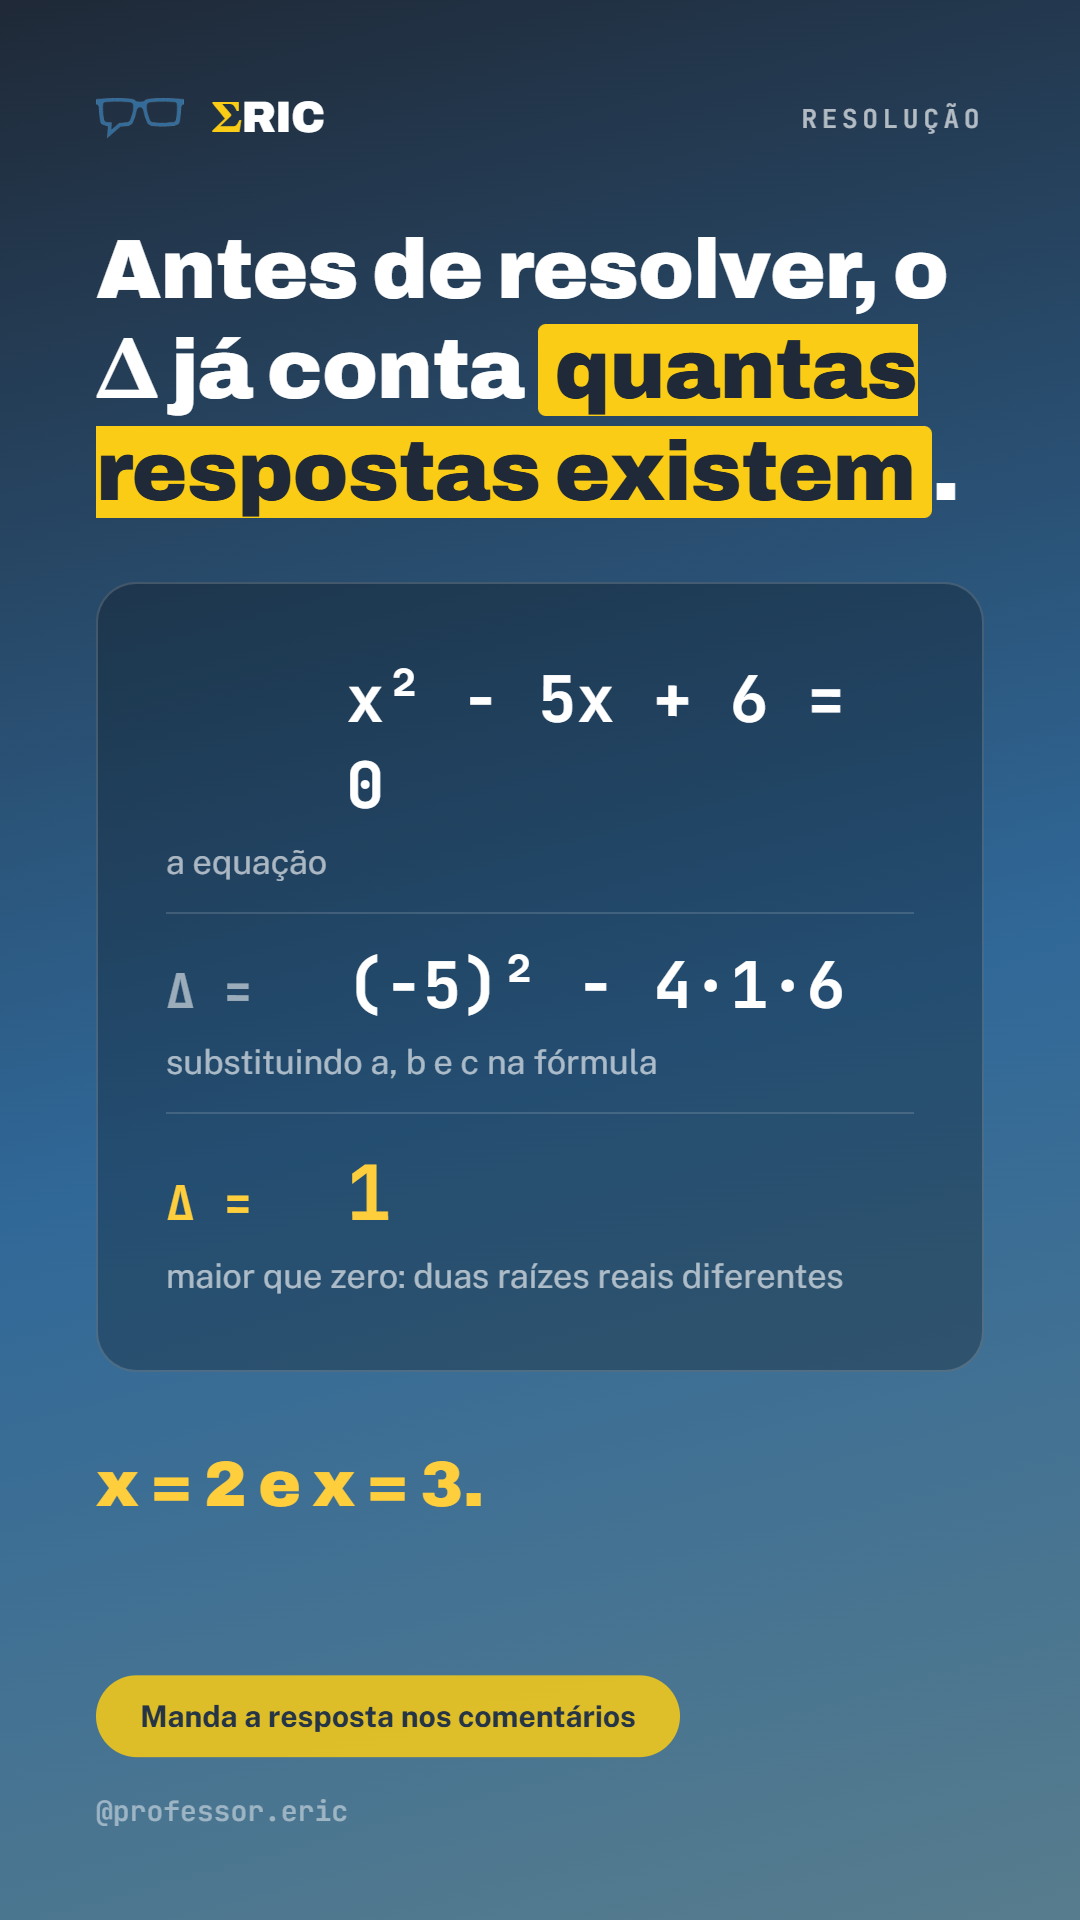 ΣRIC
RESOLUÇÃO
Antes de resolver, o
Δ já conta quantas
respostas existem.
x² - 5x + 6 =
0
a equação
Δ = (-5)² - 4·1·6
substituindo a, b e c na fórmula
Δ = 1
maior que zero: duas raízes reais diferentes
x = 2 e x = 3.
Manda a resposta nos comentários
@professor.eric